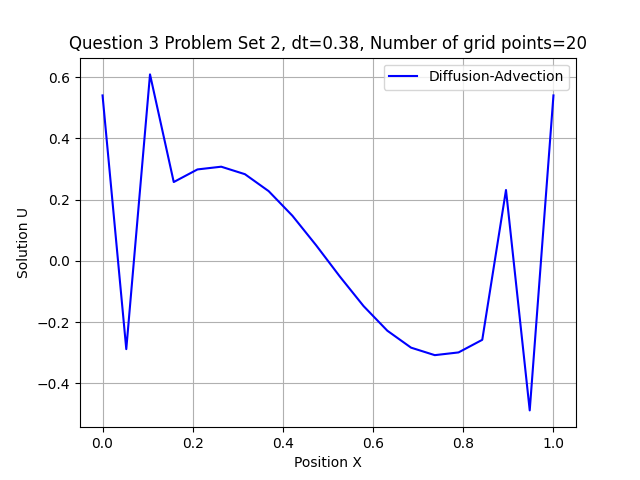 Question 3 Problem Set 2, dt=0.38, Number of grid points=20
Diffusion-Advection
0.6
0.4
0.2
0.0
−0.2
−0.4
Solution U
0.0 0.2 0.4 0.6 0.8 1.0
Position X